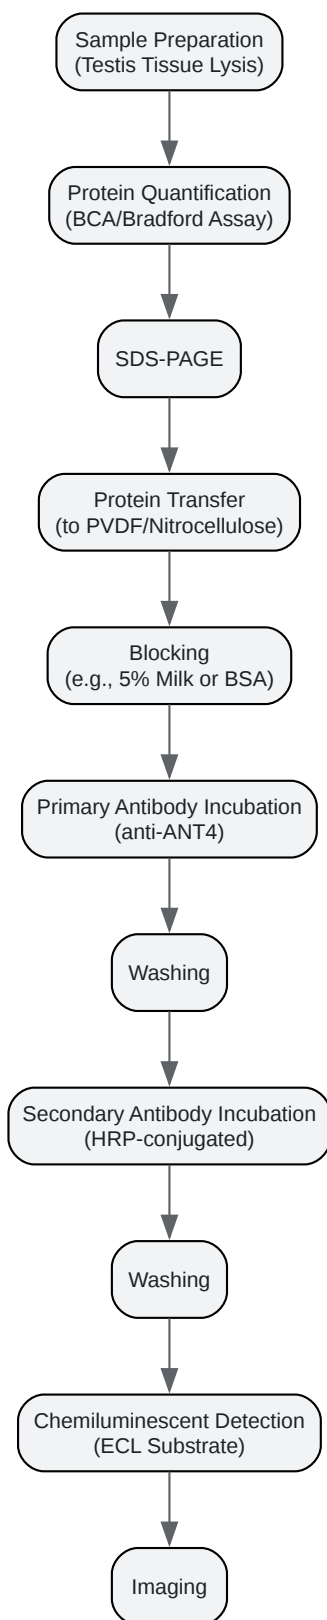 Sample Preparation
(Testis Tissue Lysis)
Protein Quantification
(BCA/Bradford Assay)
SDS-PAGE
Protein Transfer
(to PVDF/Nitrocellulose)
Blocking
(e.g., 5% Milk or BSA)
Primary Antibody Incubation
(anti-ANT4)
Washing
Secondary Antibody Incubation
(HRP-conjugated)
Washing
Chemiluminescent Detection
(ECL Substrate)
Imaging